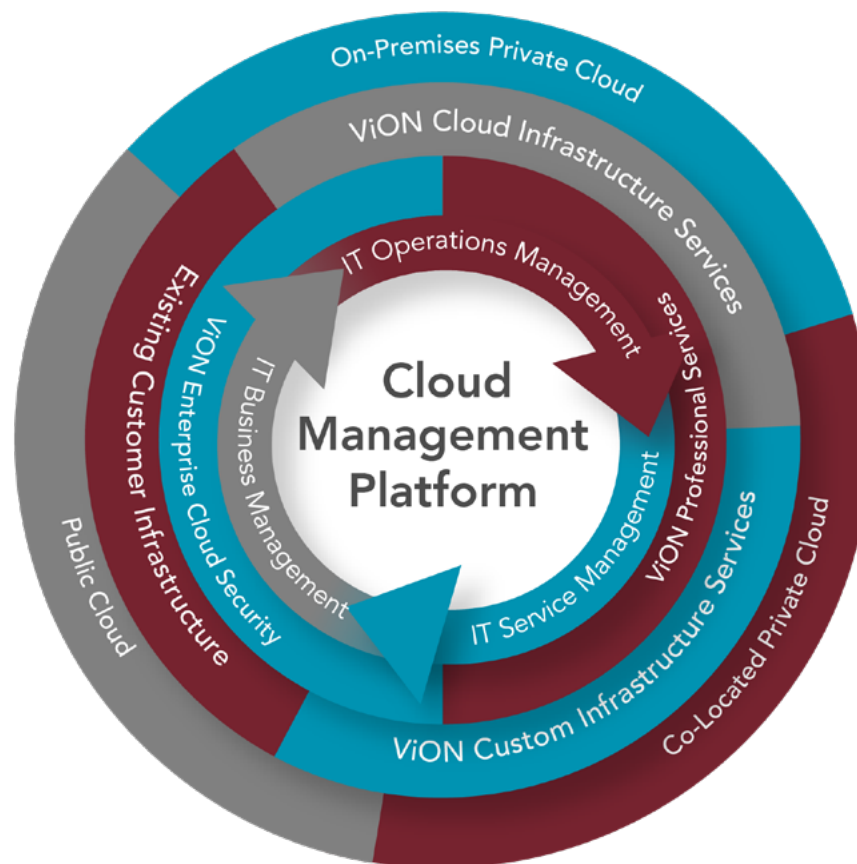 On-Premises Private Cloud
ViON Cloud Infrastructure Services
IT Operations Management
ViON Professional Services
Existing Customer Infrastructure
ViON Enterprise Cloud Security
IT Business Management
Cloud
Management
Platform
IT Service Management
Public Cloud
ViON Custom Infrastructure Services
Co-Located Private Cloud